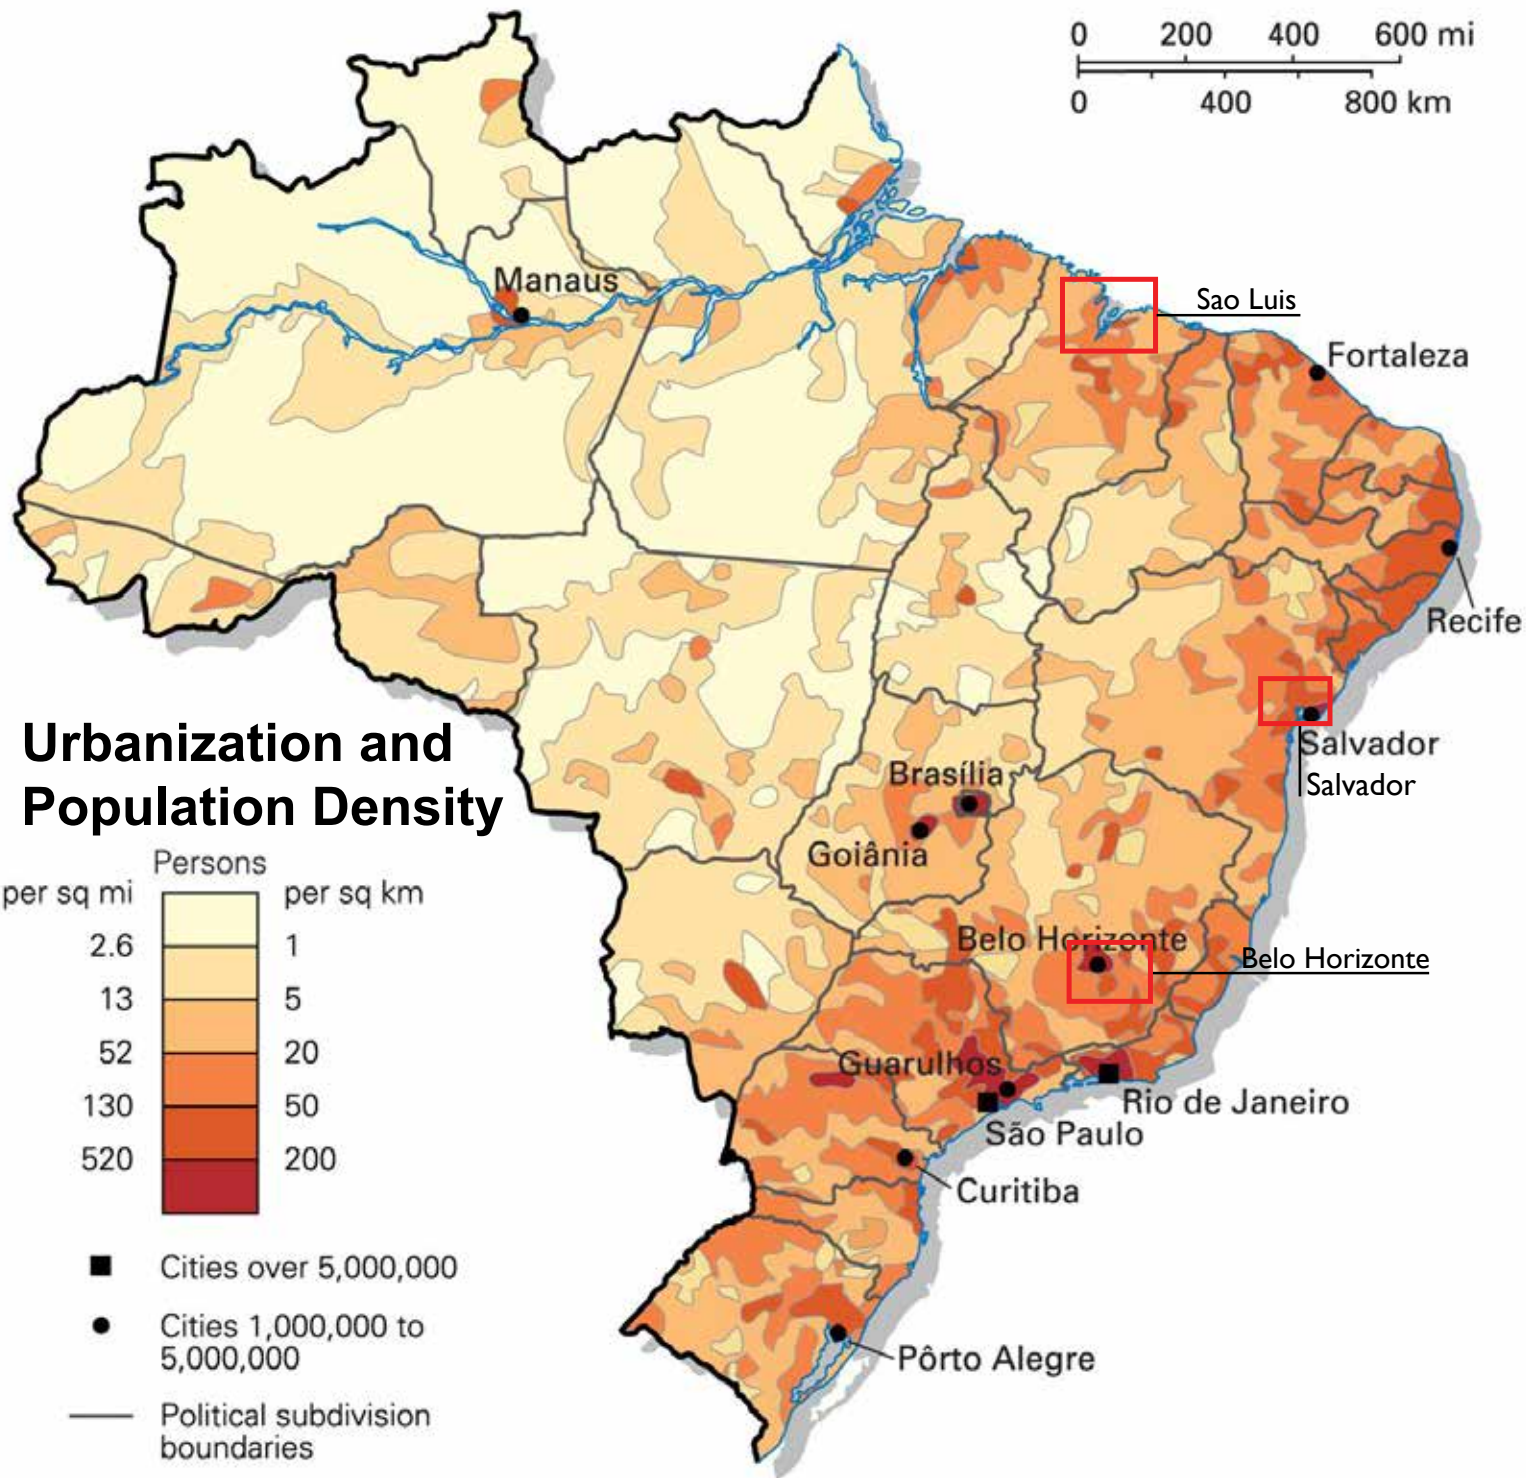 0 200 400 600 mi
0 400 800 km
Manaus
Sao Luis
Fortaleza
Recife
Salvador
Salvador
Brasília
Goiânia
Belo Horizonte
Belo Horizonte
Guarulhos
Rio de Janeiro
São Paulo
Curitiba
Pôrto Alegre
Urbanization and
Population Density
Persons
per sq mi per sq km
2.6 1
13 5
52 20
130 50
520 200
Cities over 5,000,000
Cities 1,000,000 to
5,000,000
Political subdivision
boundaries